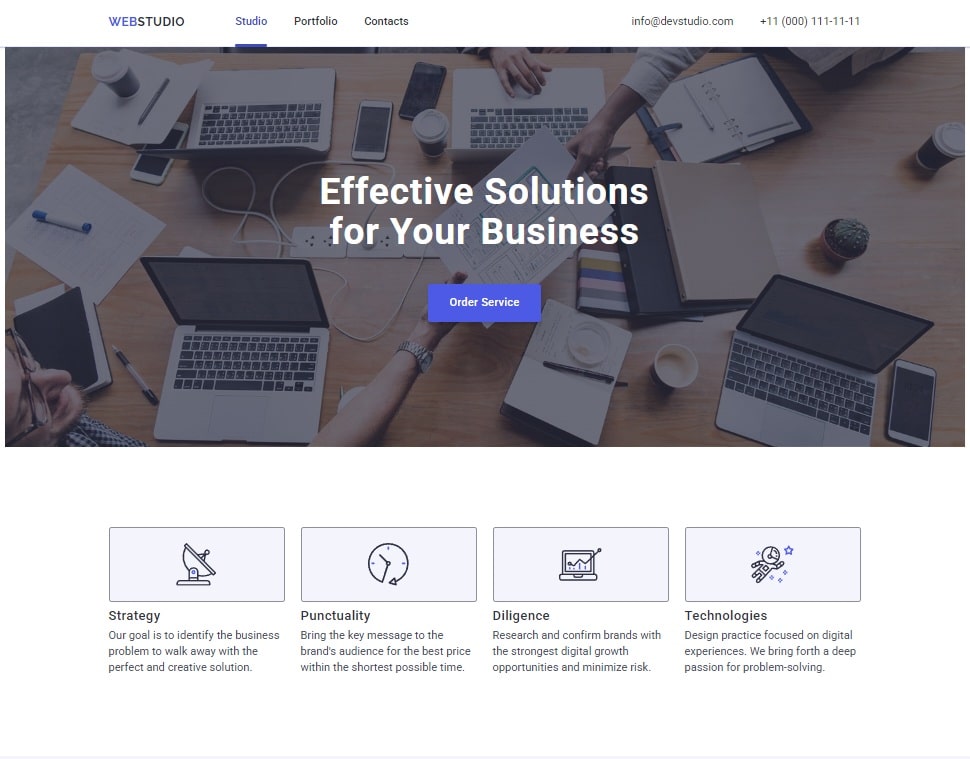 WEBSTUDIO Studio Portfolio Contacts info@devstudio.com +11 (000) 111-11-11
Effective Solutions
for Your Business
Order Service
Strategy
Our goal is to identify the business
problem to walk away with the
perfect and creative solution.
Punctuality
Bring the key message to the
brand's audience for the best price
within the shortest possible time.
Diligence
Research and confirm brands with
the strongest digital growth
opportunities and minimize risk.
Technologies
Design practice focused on digital
experiences. We bring forth a deep
passion for problem-solving.